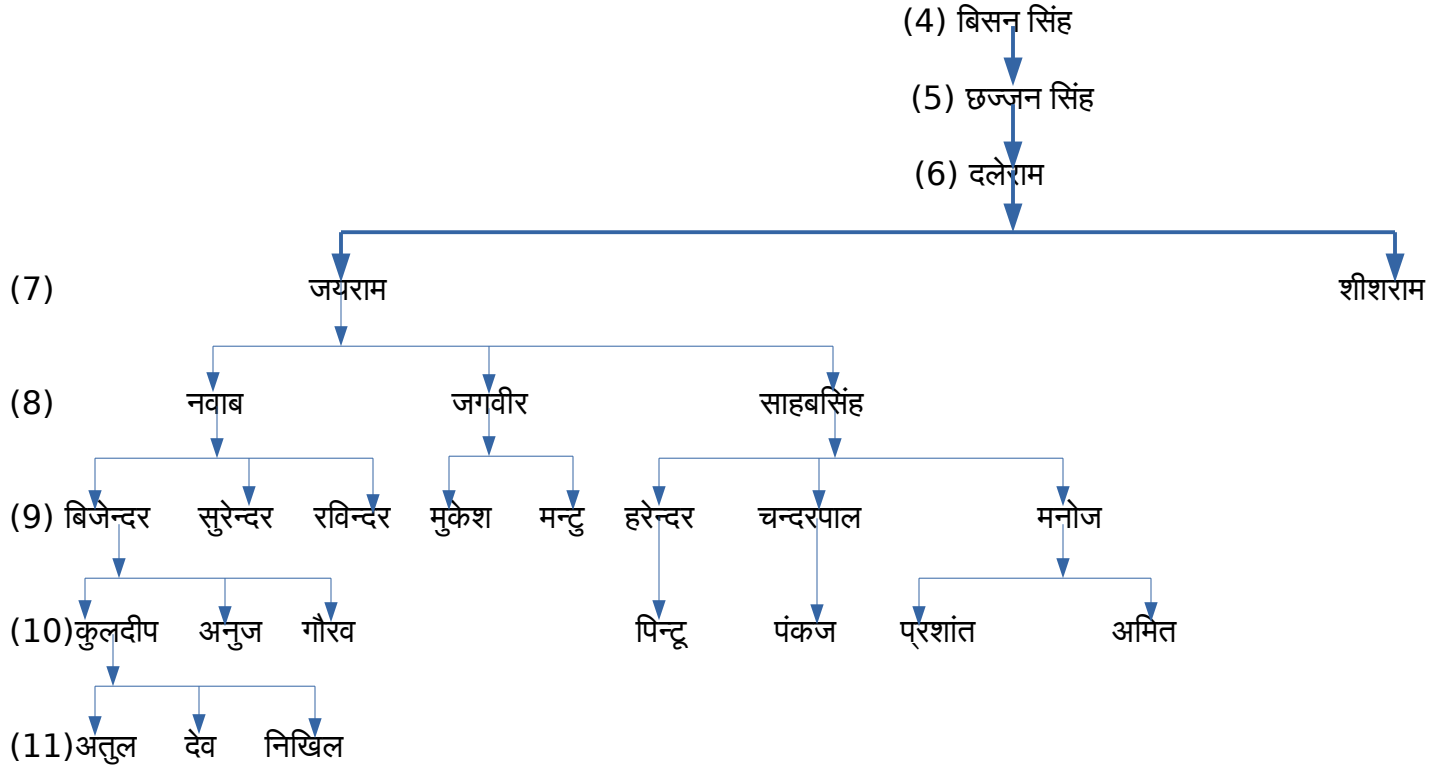 (4) बिसन सिंह
(5) छज्जन सिंह
(6) दलेराम
(7) जयराम शीशराम
(8) नवाब जगवीर साहबसिंह
(9) बिजेन्दर सुरेन्दर रविन्दर मुकेश मन्टु हरेन्दर चन्दरपाल मनोज
(10)कुलदीप अनुज गौरव पिन्टू पंकज प्रशांत अमित
(11)अतुल देव निखिल